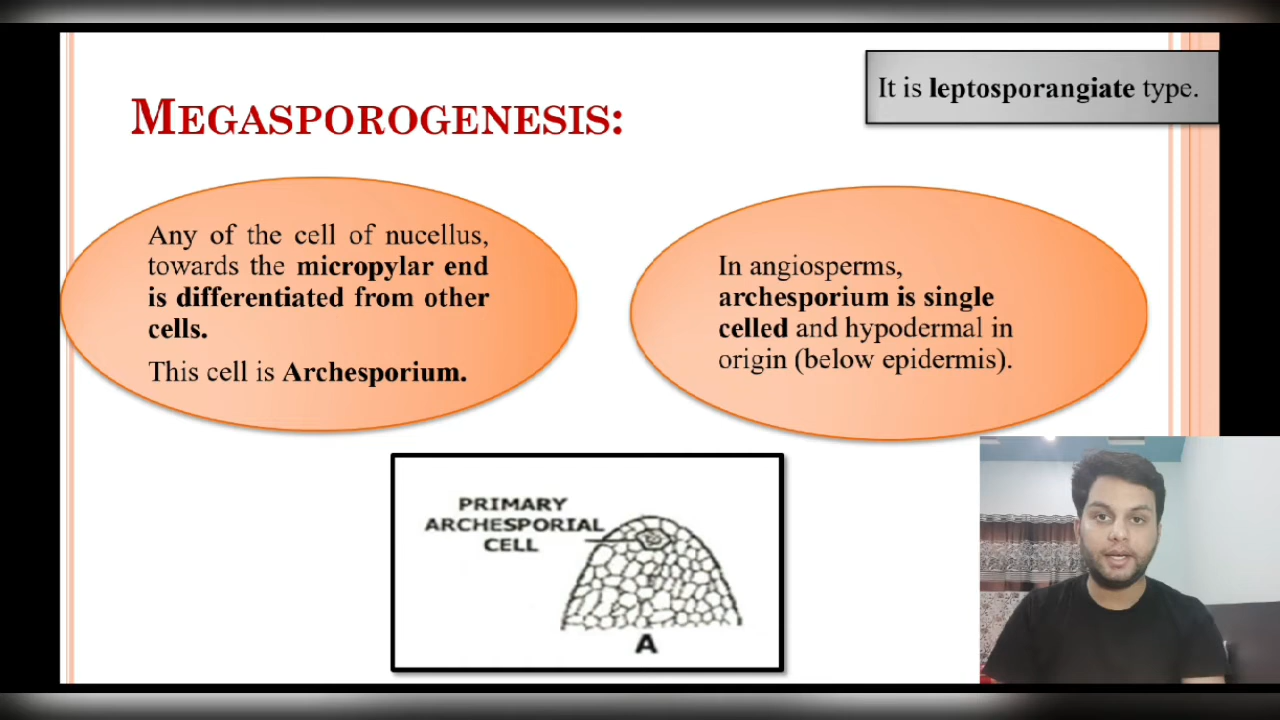 It is leptosporangiate type.
MEGASPOROGENESIS:
Any of the cell of nucellus,
towards the micropylar end
is differentiated from other
cells.
This cell is Archesporium.
In angiosperms,
archesporium is single
celled and hypodermal in
origin (below epidermis).
PRIMARY
ARCHESPORIAL
CELL
A